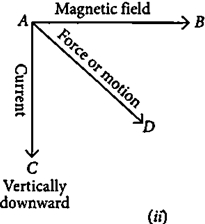 Magnetic field
A
B
Force or motion
Current
D
C
Vertically
downward
(ii)